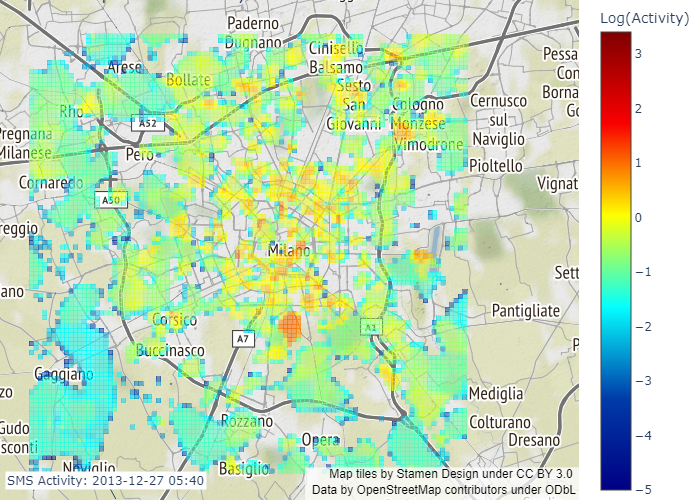 Paderno
Dugnano
Cinisello
Balsamo
Log(Activity)
Arese
Bollate
Sesto
San
Giovanni
Cologno
Monzese
Vimodrone
Cernusco
sul
Naviglio
Pioltello
Pessa
Con
Borna
Go
Vignat
Rho
A52
Pregnana
Milanese
Pero
Cornaredo
A50
reggio
Milano
ano
Sett
Pantigliate
Corsico
Buccinasco
A7
A1
P
Gaggiano
zo
Gudo
sconti
Mediglia
Colturano
Dresano
Rozzano
Opera
Noviglio
Basiglio
SMS Activity: 2013-12-27 05:40
Map tiles by Stamen Design under CC BY 3.0
Data by OpenStreetMap contributors under ODbL
3
2
1
0
−1
−2
−3
−4
−5